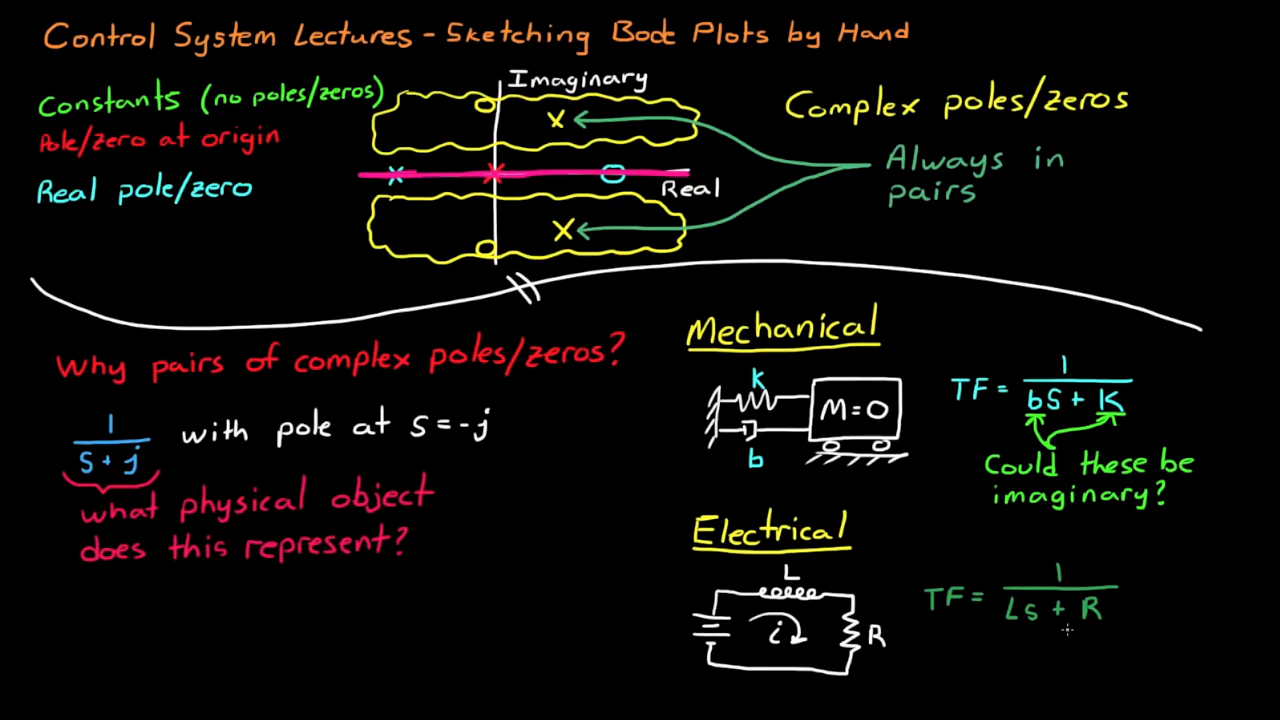 Control System Lectures - Sketching Bode Plots by Hand
Constants (no poles/zeros)
Pole/zero at origin
Real pole/zero
Imaginary
Real
Complex poles/zeros
Always in
pairs
Why pairs of complex poles/zeros?
1
S + j
with pole at S = -j
what physical object
does this represent?
Mechanical
k
M=0
b
TF = 1
bS + K
Could these be
imaginary?
Electrical
L
i
R
TF = 1
Ls + R